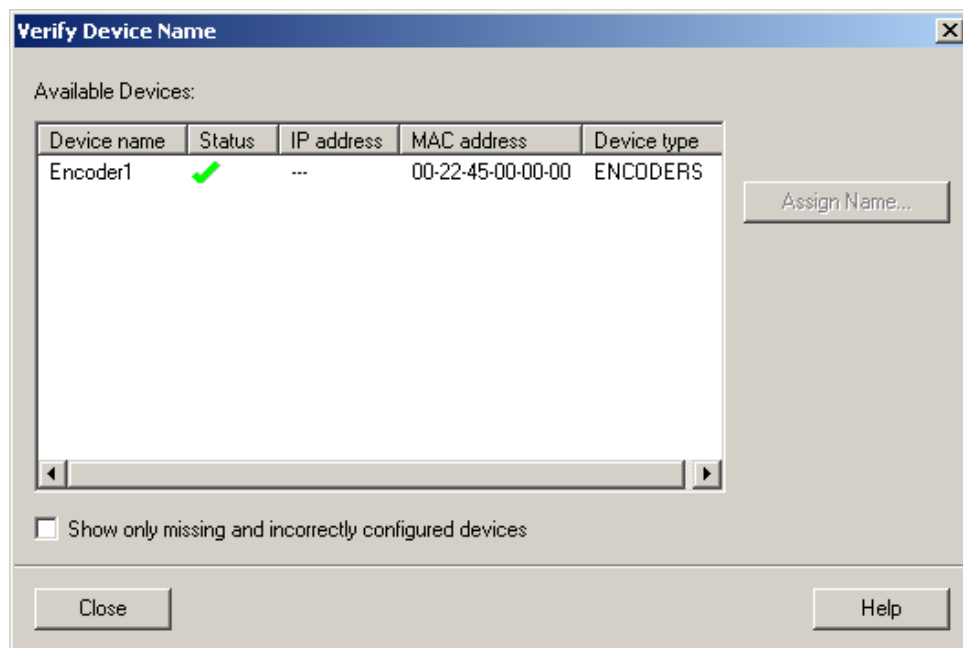 Verify Device Name
Available Devices:
Device name Status IP address MAC address Device type
Encoder1 --- 00-22-45-00-00-00 ENCODERS
Assign Name...
Show only missing and incorrectly configured devices
Close Help